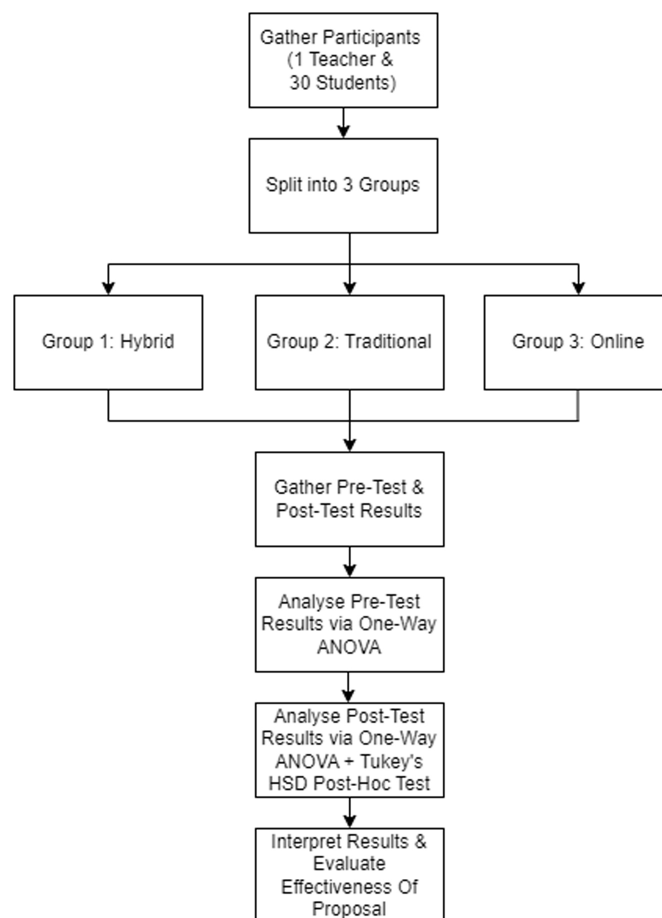 Gather Participants
(1 Teacher &
30 Students)
Split into 3 Groups
Group 1: Hybrid
Group 2: Traditional
Group 3: Online
Gather Pre-Test &
Post-Test Results
Analyse Pre-Test
Results via One-Way
ANOVA
Analyse Post-Test
Results via One-Way
ANOVA + Tukey's
HSD Post-Hoc Test
Interpret Results &
Evaluate
Effectiveness Of
Proposal